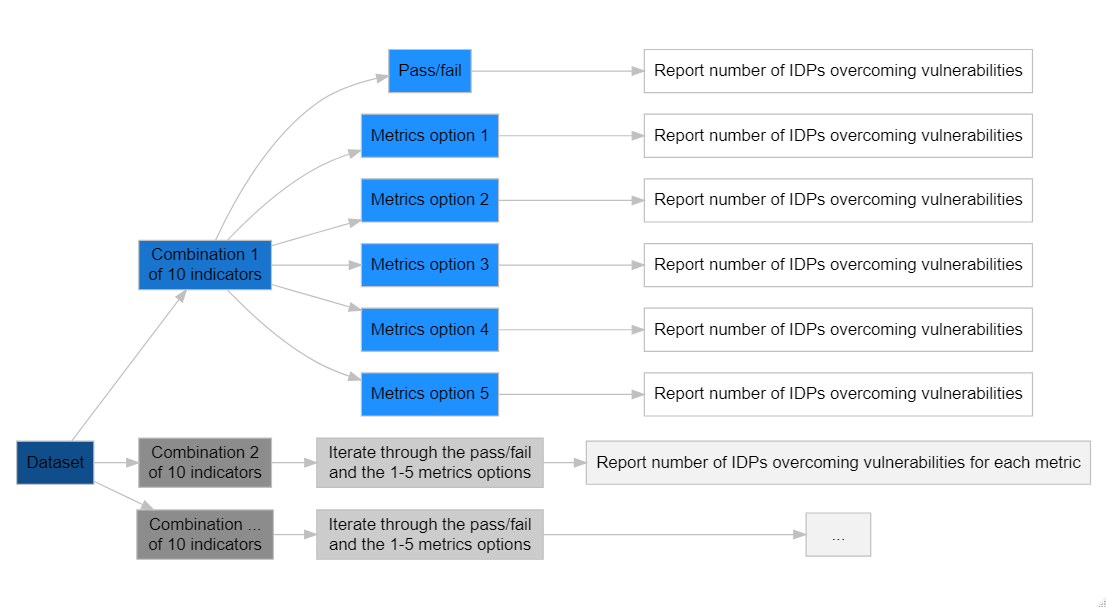 Pass/fail
Report number of IDPs overcoming vulnerabilities
Metrics option 1
Report number of IDPs overcoming vulnerabilities
Metrics option 2
Report number of IDPs overcoming vulnerabilities
Combination 1
of 10 indicators
Metrics option 3
Report number of IDPs overcoming vulnerabilities
Metrics option 4
Report number of IDPs overcoming vulnerabilities
Metrics option 5
Report number of IDPs overcoming vulnerabilities
Dataset
Combination 2
of 10 indicators
Iterate through the pass/fail
and the 1-5 metrics options
Report number of IDPs overcoming vulnerabilities for each metric
Combination ...
of 10 indicators
Iterate through the pass/fail
and the 1-5 metrics options
...